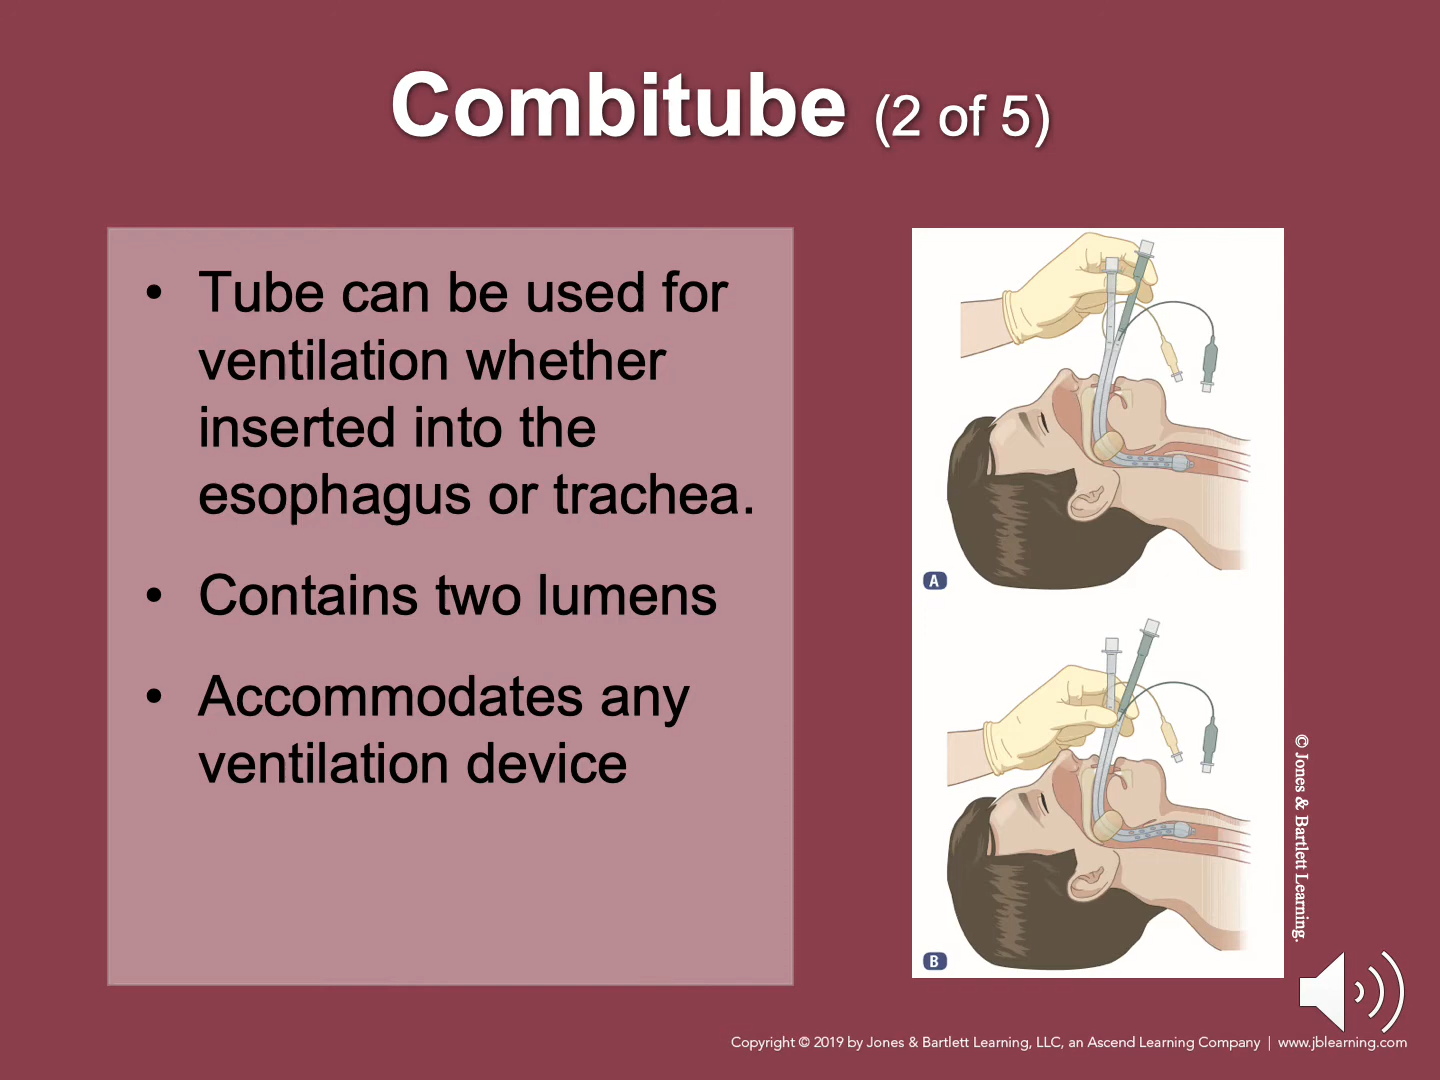 Combitube (2 of 5)
• Tube can be used for
ventilation whether
inserted into the
esophagus or trachea.
• Contains two lumens
• Accommodates any
ventilation device
A
B
© Jones & Bartlett Learning.
Copyright © 2019 by Jones & Bartlett Learning, LLC, an Ascend Learning Company | www.jblearning.com